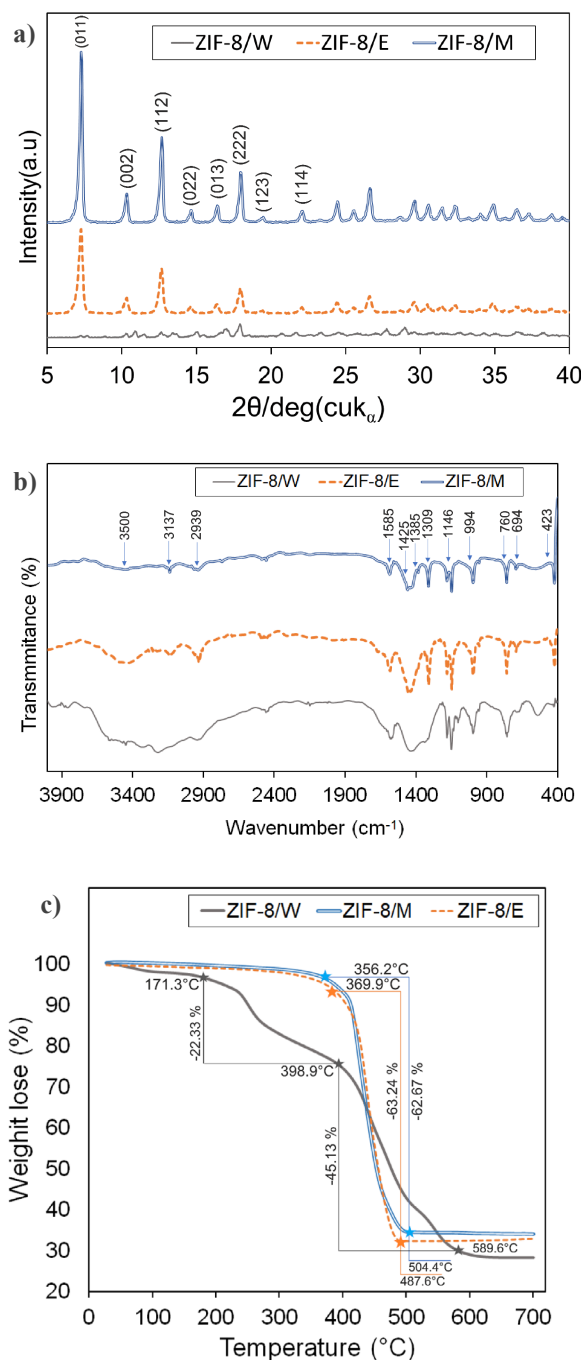 a)
ZIF-8/W ZIF-8/E ZIF-8/M
(011)
(002)
(112)
(022)
(013)
(222)
(123)
(114)
Intensity(a.u)
5 10 15 20 25 30 35 40
2θ/deg(cukα)
b)
ZIF-8/W ZIF-8/E ZIF-8/M
3500
3137
2939
1585
1425
1385
1309
1146
994
760
694
423
Transmmitance (%)
3900 3400 2900 2400 1900 1400 900 400
Wavenumber (cm-1)
c)
ZIF-8/W ZIF-8/M ZIF-8/E
Weighit lose (%)
100
90
80
70
60
50
40
30
20
171.3°C
-22.33 %
398.9°C
-45.13 %
356.2°C
369.9°C
-63.24 %
-62.67 %
589.6°C
504.4°C
487.6°C
0 100 200 300 400 500 600 700
Temperature (°C)